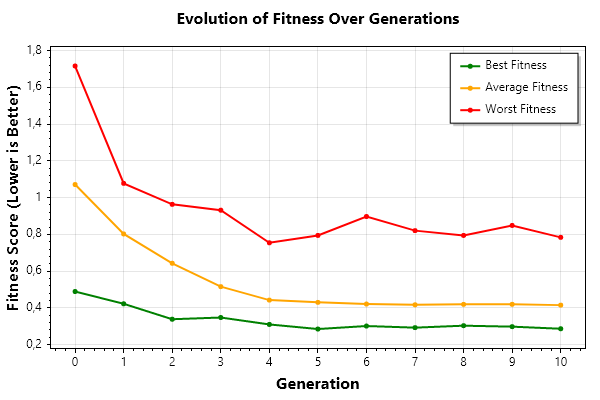 Evolution of Fitness Over Generations
Fitness Score (Lower is Better)
1,8
1,6
1,4
1,2
1
0,8
0,6
0,4
0,2
Best Fitness
Average Fitness
Worst Fitness
0 1 2 3 4 5 6 7 8 9 10
Generation